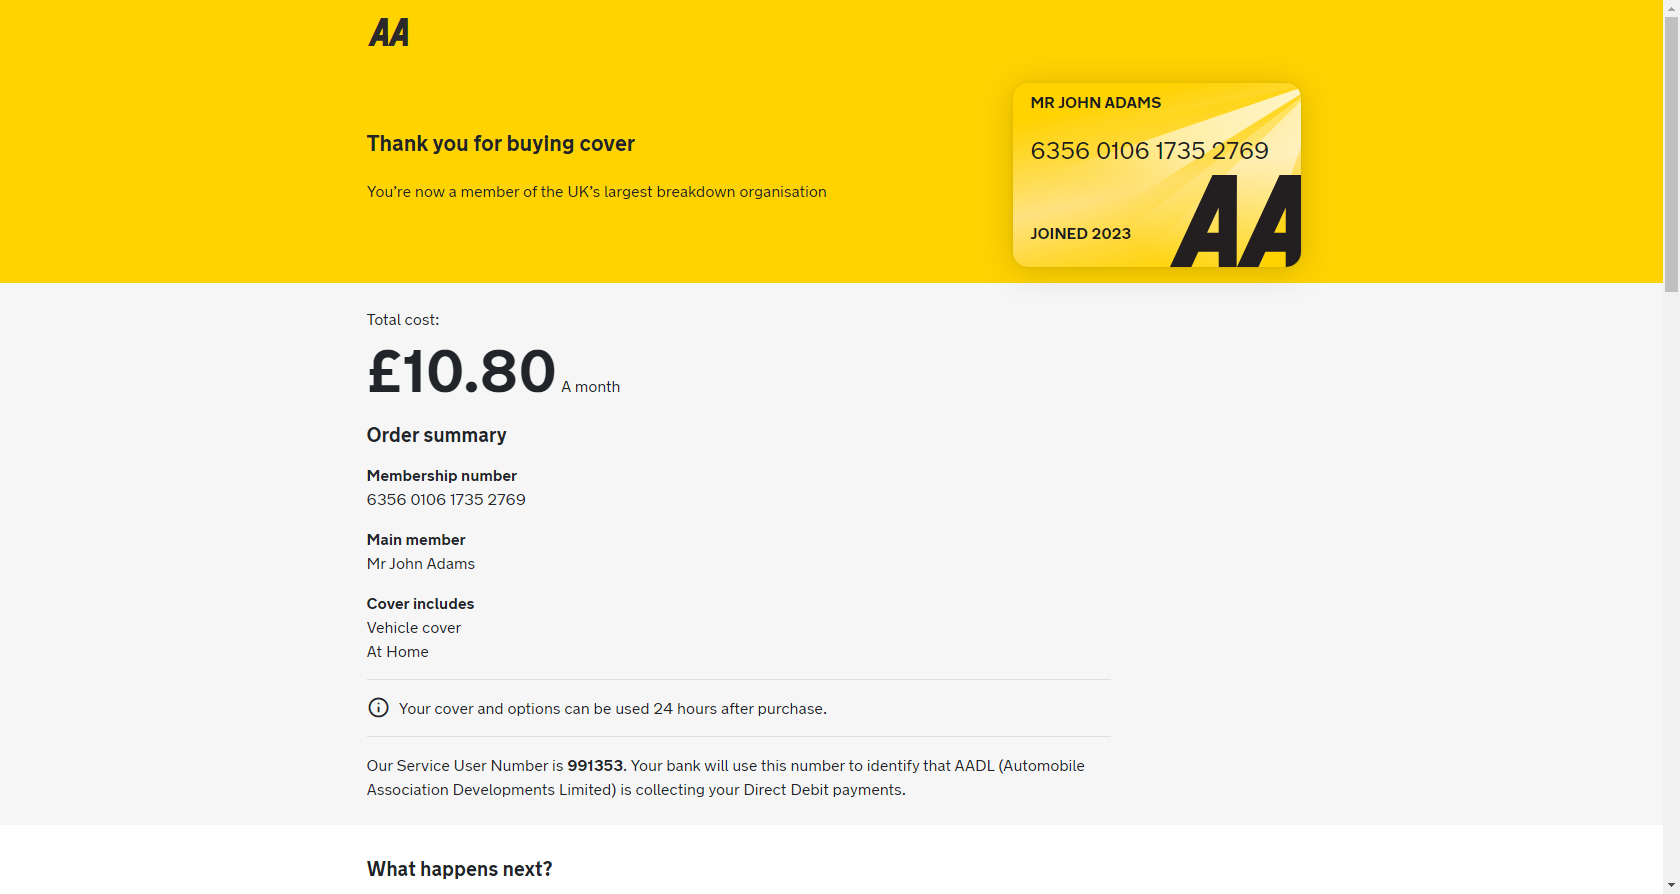 AA
Thank you for buying cover
You’re now a member of the UK’s largest breakdown organisation
MR JOHN ADAMS
6356 0106 1735 2769
JOINED 2023
AA
Total cost:
£10.80 A month
Order summary
Membership number
6356 0106 1735 2769
Main member
Mr John Adams
Cover includes
Vehicle cover
At Home
Your cover and options can be used 24 hours after purchase.
Our Service User Number is 991353. Your bank will use this number to identify that AADL (Automobile
Association Developments Limited) is collecting your Direct Debit payments.
What happens next?